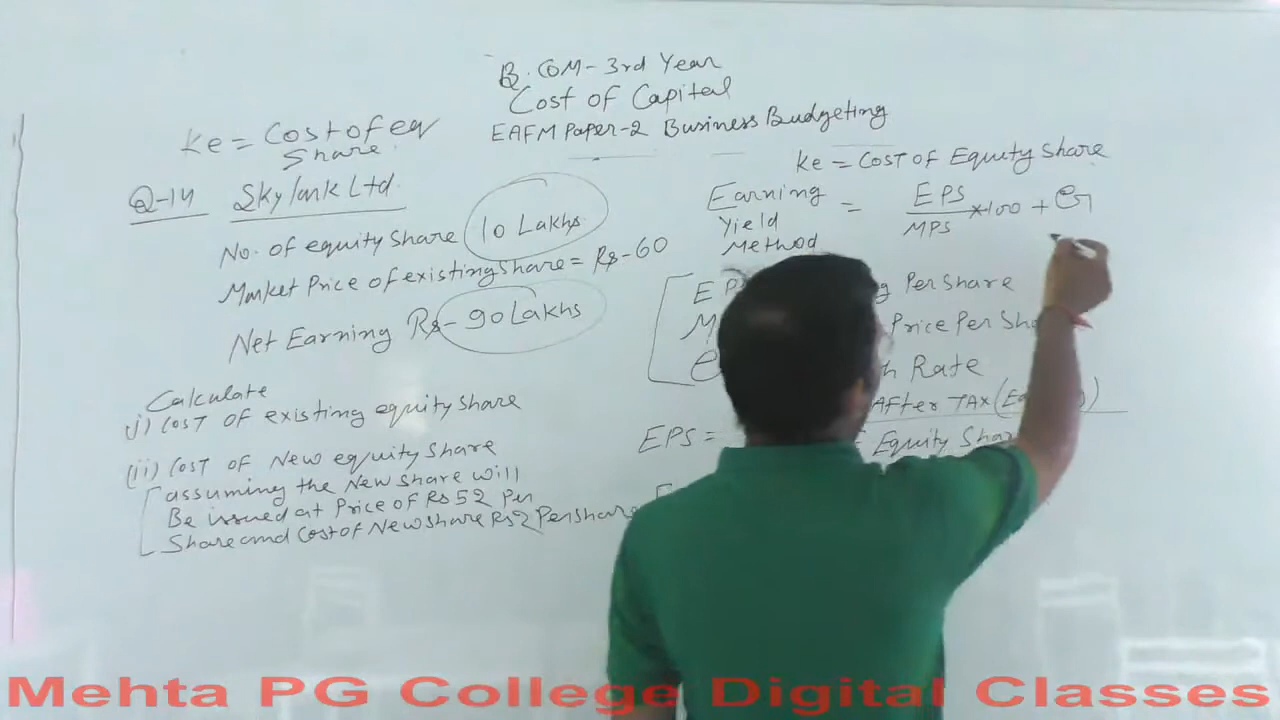 B. COM- 3rd Year
Cost of Capital
EAFM Paper-2 Business Budgeting
Ke = Cost of eq
Share
Q-14 Skylank Ltd.
No. of equity share 10 Lakhs
Market Price of existing share = Rs-60
Net Earning Rs-90 Lakhs
Calculate
(i) Cost of existing equity share
(ii) Cost of New equity share
assuming the New share will
Be issued at Price of Rs 52 Per
Share and Cost of New share Rs 2 Per share
Ke = Cost of Equity Share
Earning
Yield
Method
= EPS
MPS
×100 + G
Per Share
Price Per
Rate
After TAX
EPS =
Equity
Mehta PG College Digital Classes